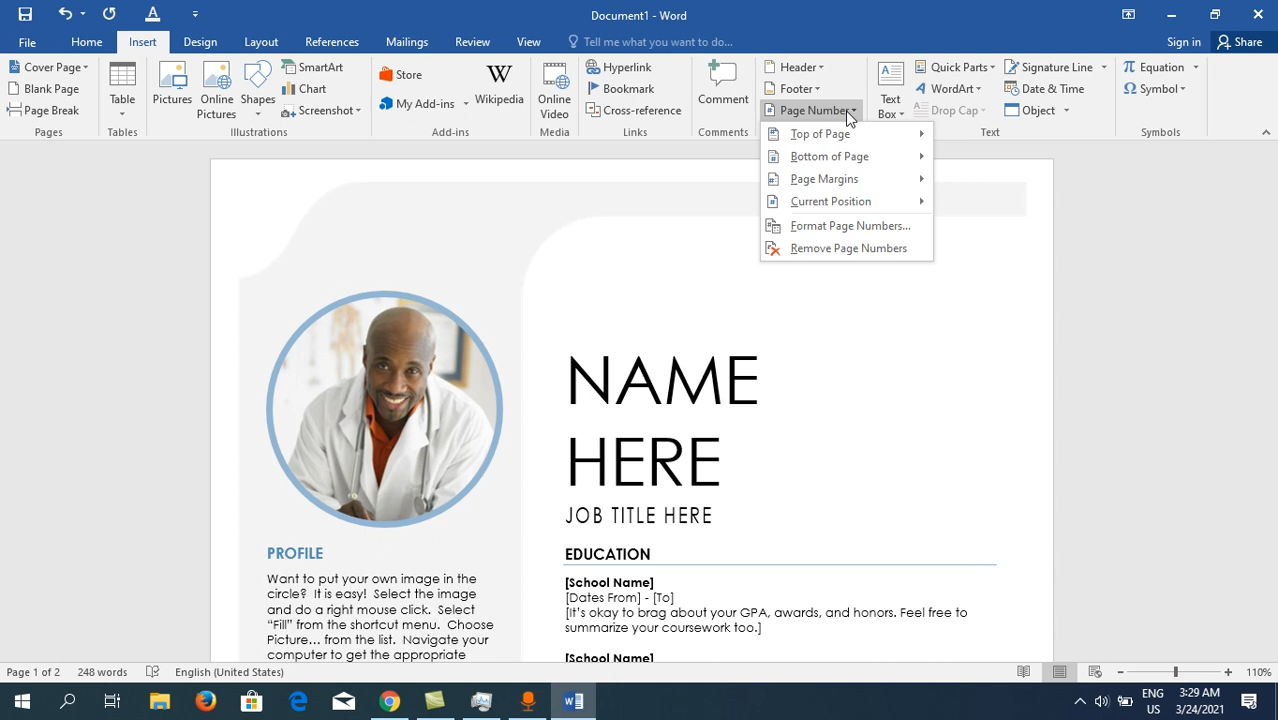 Document1 - Word
File Home Insert Design Layout References Mailings Review View Tell me what you want to do... Sign in Share
Cover Page
Blank Page
Page Break
Pages
Table
Tables
Pictures
Online Pictures
Shapes
SmartArt
Chart
Screenshot
Illustrations
Store
My Add-ins
W
Wikipedia
Add-ins
Online Video
Media
Hyperlink
Bookmark
Cross-reference
Links
Comment
Comments
Header
Footer
Page Number
Top of Page
Bottom of Page
Page Margins
Current Position
Format Page Numbers...
Remove Page Numbers
Text Box
Quick Parts
WordArt
Drop Cap
Signature Line
Date & Time
Object
Text
Equation
Symbol
Symbols
NAME
HERE
JOB TITLE HERE
PROFILE
Want to put your own image in the
circle? It is easy! Select the image
and do a right mouse click. Select
“Fill” from the shortcut menu. Choose
Picture… from the list. Navigate your
computer to get the appropriate
EDUCATION
[School Name]
[Dates From] - [To]
[It’s okay to brag about your GPA, awards, and honors. Feel free to
summarize your coursework too.]
[School Name]
Page 1 of 2 248 words English (United States) 110%
ENG 3:29 AM
US 3/24/2021